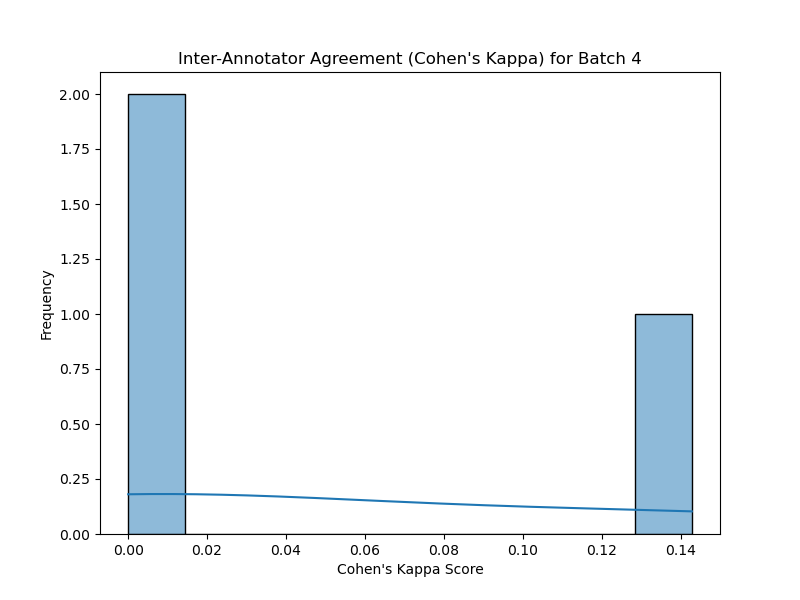 Inter-Annotator Agreement (Cohen's Kappa) for Batch 4
2.00
1.75
1.50
1.25
1.00
0.75
0.50
0.25
0.00
Frequency
0.00 0.02 0.04 0.06 0.08 0.10 0.12 0.14
Cohen's Kappa Score